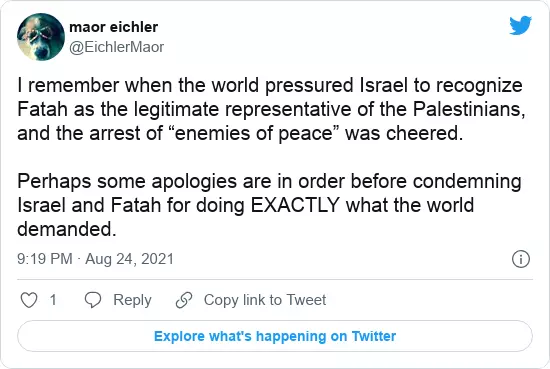 maor eichler
@EichlerMaor
I remember when the world pressured Israel to recognize
Fatah as the legitimate representative of the Palestinians,
and the arrest of “enemies of peace” was cheered.
Perhaps some apologies are in order before condemning
Israel and Fatah for doing EXACTLY what the world
demanded.
9:19 PM · Aug 24, 2021
1 Reply Copy link to Tweet
Explore what's happening on Twitter